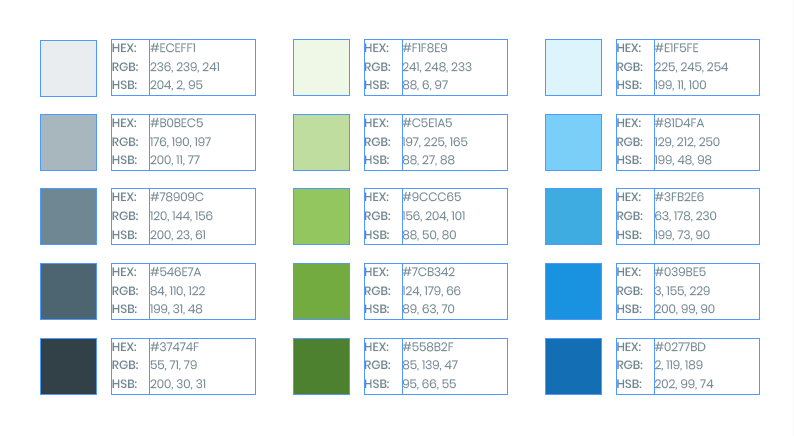 HEX: #ECEFF1
RGB: 236, 239, 241
HSB: 204, 2, 95
HEX: #F1F8E9
RGB: 241, 248, 233
HSB: 88, 6, 97
HEX: #E1F5FE
RGB: 225, 245, 254
HSB: 199, 11, 100
HEX: #B0BEC5
RGB: 176, 190, 197
HSB: 200, 11, 77
HEX: #C5E1A5
RGB: 197, 225, 165
HSB: 88, 27, 88
HEX: #81D4FA
RGB: 129, 212, 250
HSB: 199, 48, 98
HEX: #78909C
RGB: 120, 144, 156
HSB: 200, 23, 61
HEX: #9CCC65
RGB: 156, 204, 101
HSB: 88, 50, 80
HEX: #3FB2E6
RGB: 63, 178, 230
HSB: 199, 73, 90
HEX: #546E7A
RGB: 84, 110, 122
HSB: 199, 31, 48
HEX: #7CB342
RGB: 124, 179, 66
HSB: 89, 63, 70
HEX: #039BE5
RGB: 3, 155, 229
HSB: 200, 99, 90
HEX: #37474F
RGB: 55, 71, 79
HSB: 200, 30, 31
HEX: #558B2F
RGB: 85, 139, 47
HSB: 95, 66, 55
HEX: #0277BD
RGB: 2, 119, 189
HSB: 202, 99, 74